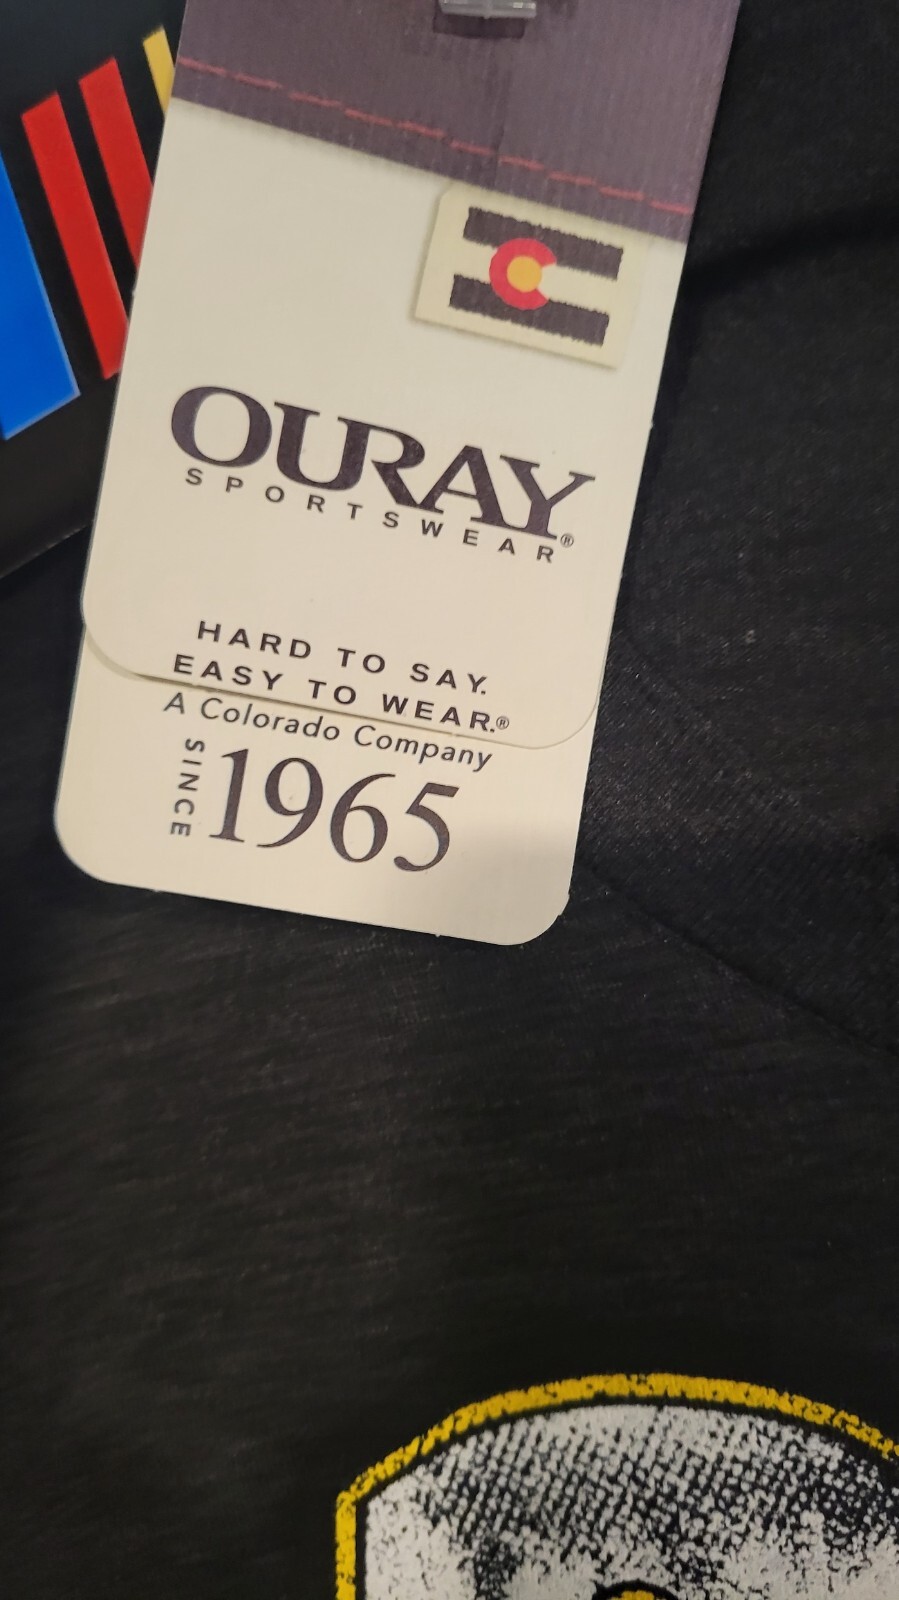 OURAY®
SPORTSWEAR
HARD TO SAY.
EASY TO WEAR.®
A Colorado Company
SINCE
1965